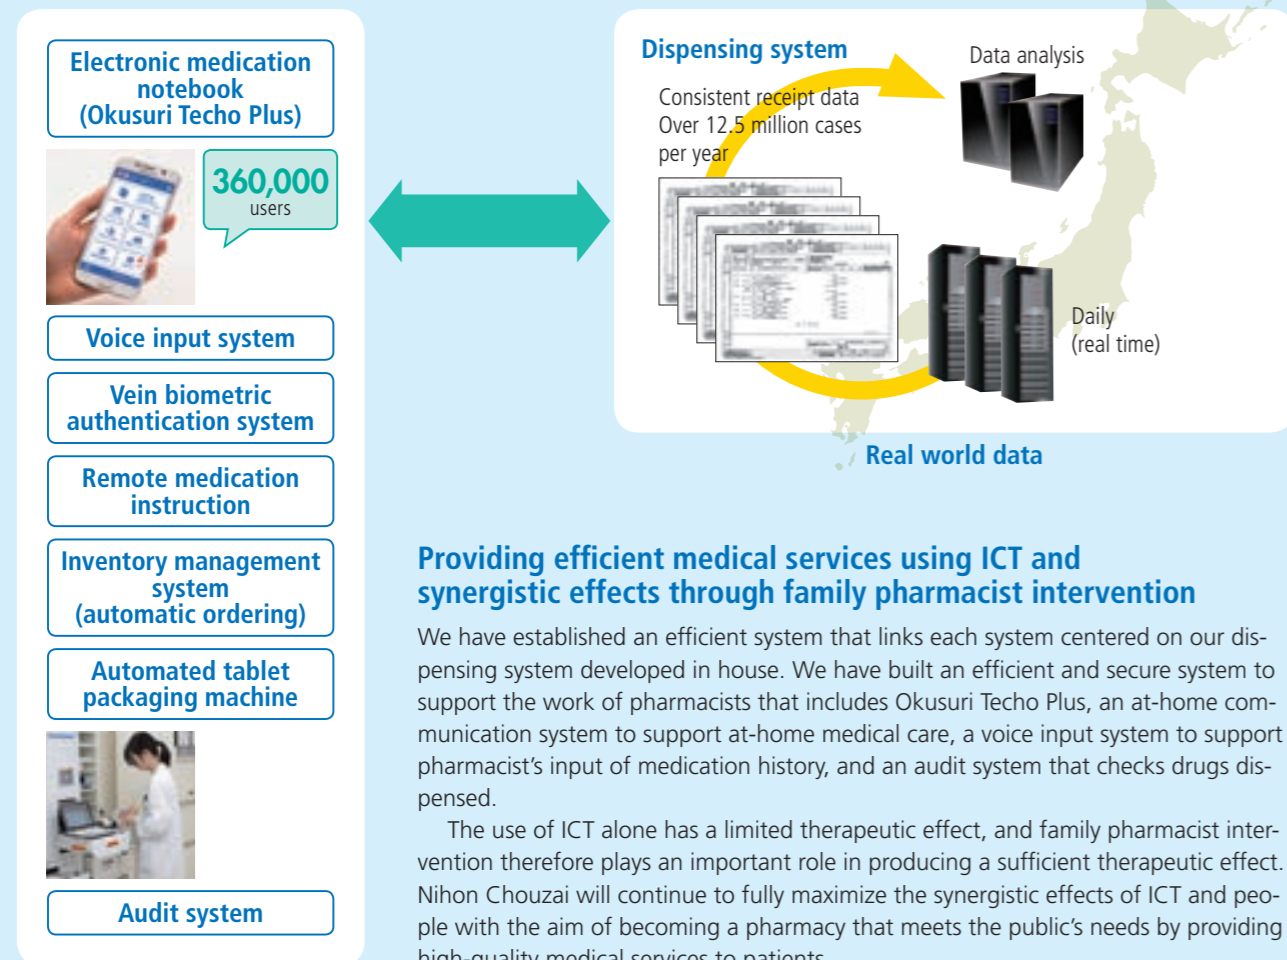 Electronic medication
notebook
(Okusuri Techo Plus)
360,000
users
Voice input system
Vein biometric
authentication system
Remote medication
instruction
Inventory management
system
(automatic ordering)
Automated tablet
packaging machine
Audit system
Dispensing system
Consistent receipt data
Over 12.5 million cases
per year
Data analysis
Daily
(real time)
Real world data
Providing efficient medical services using ICT and
synergistic effects through family pharmacist intervention
We have established an efficient system that links each system centered on our dis-
pensing system developed in house. We have built an efficient and secure system to
support the work of pharmacists that includes Okusuri Techo Plus, an at-home com-
munication system to support at-home medical care, a voice input system to support
pharmacist's input of medication history, and an audit system that checks drugs dis-
pensed.
The use of ICT alone has a limited therapeutic effect, and family pharmacist inter-
vention therefore plays an important role in producing a sufficient therapeutic effect.
Nihon Chouzai will continue to fully maximize the synergistic effects of ICT and peo-
ple with the aim of becoming a pharmacy that meets the public's needs by providing
high-quality medical services to patients.